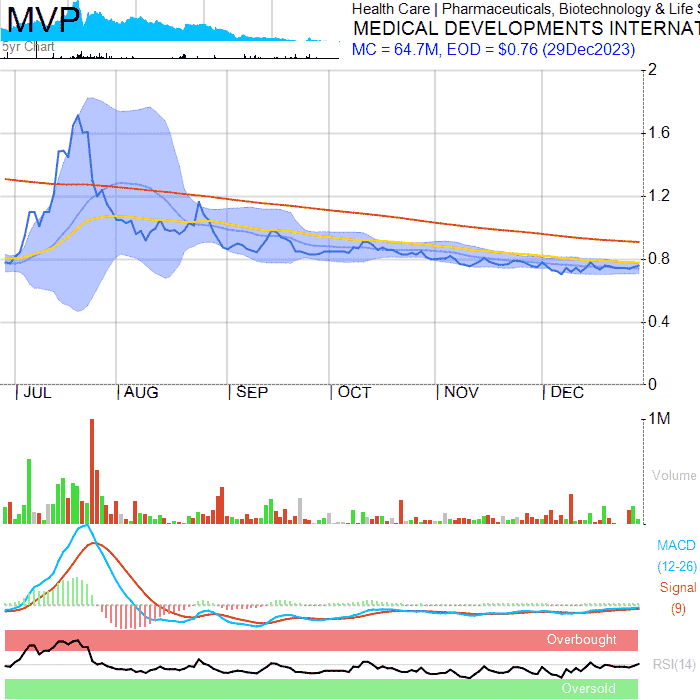 MVP
5yr Chart
Health Care | Pharmaceuticals, Biotechnology & Life S
MEDICAL DEVELOPMENTS INTERNAT
MC = 64.7M, EOD = $0.76 (29Dec2023)
2
1.6
1.2
0.8
0.4
0
JUL AUG SEP OCT NOV DEC
1M
Volume
MACD
(12-26)
Signal
(9)
Overbought
RSI(14)
Oversold